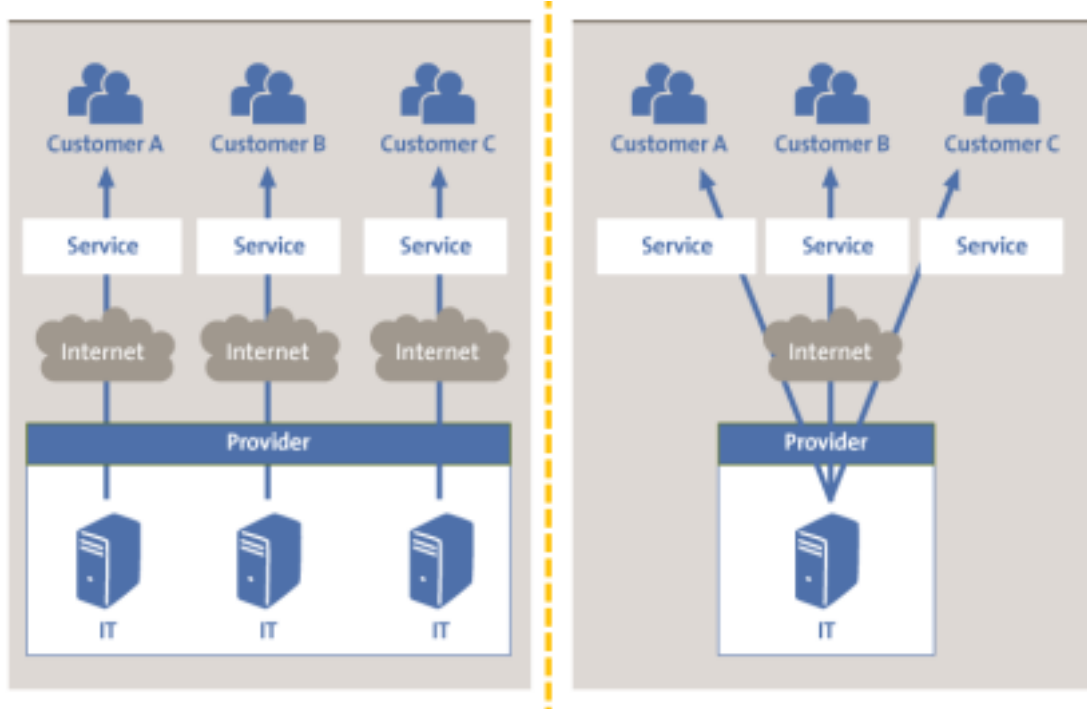 Customer A Customer B Customer C
Service Service Service
Internet Internet Internet
Provider
IT IT IT
Customer A Customer B Customer C
Service Service Service
Internet
Provider
IT